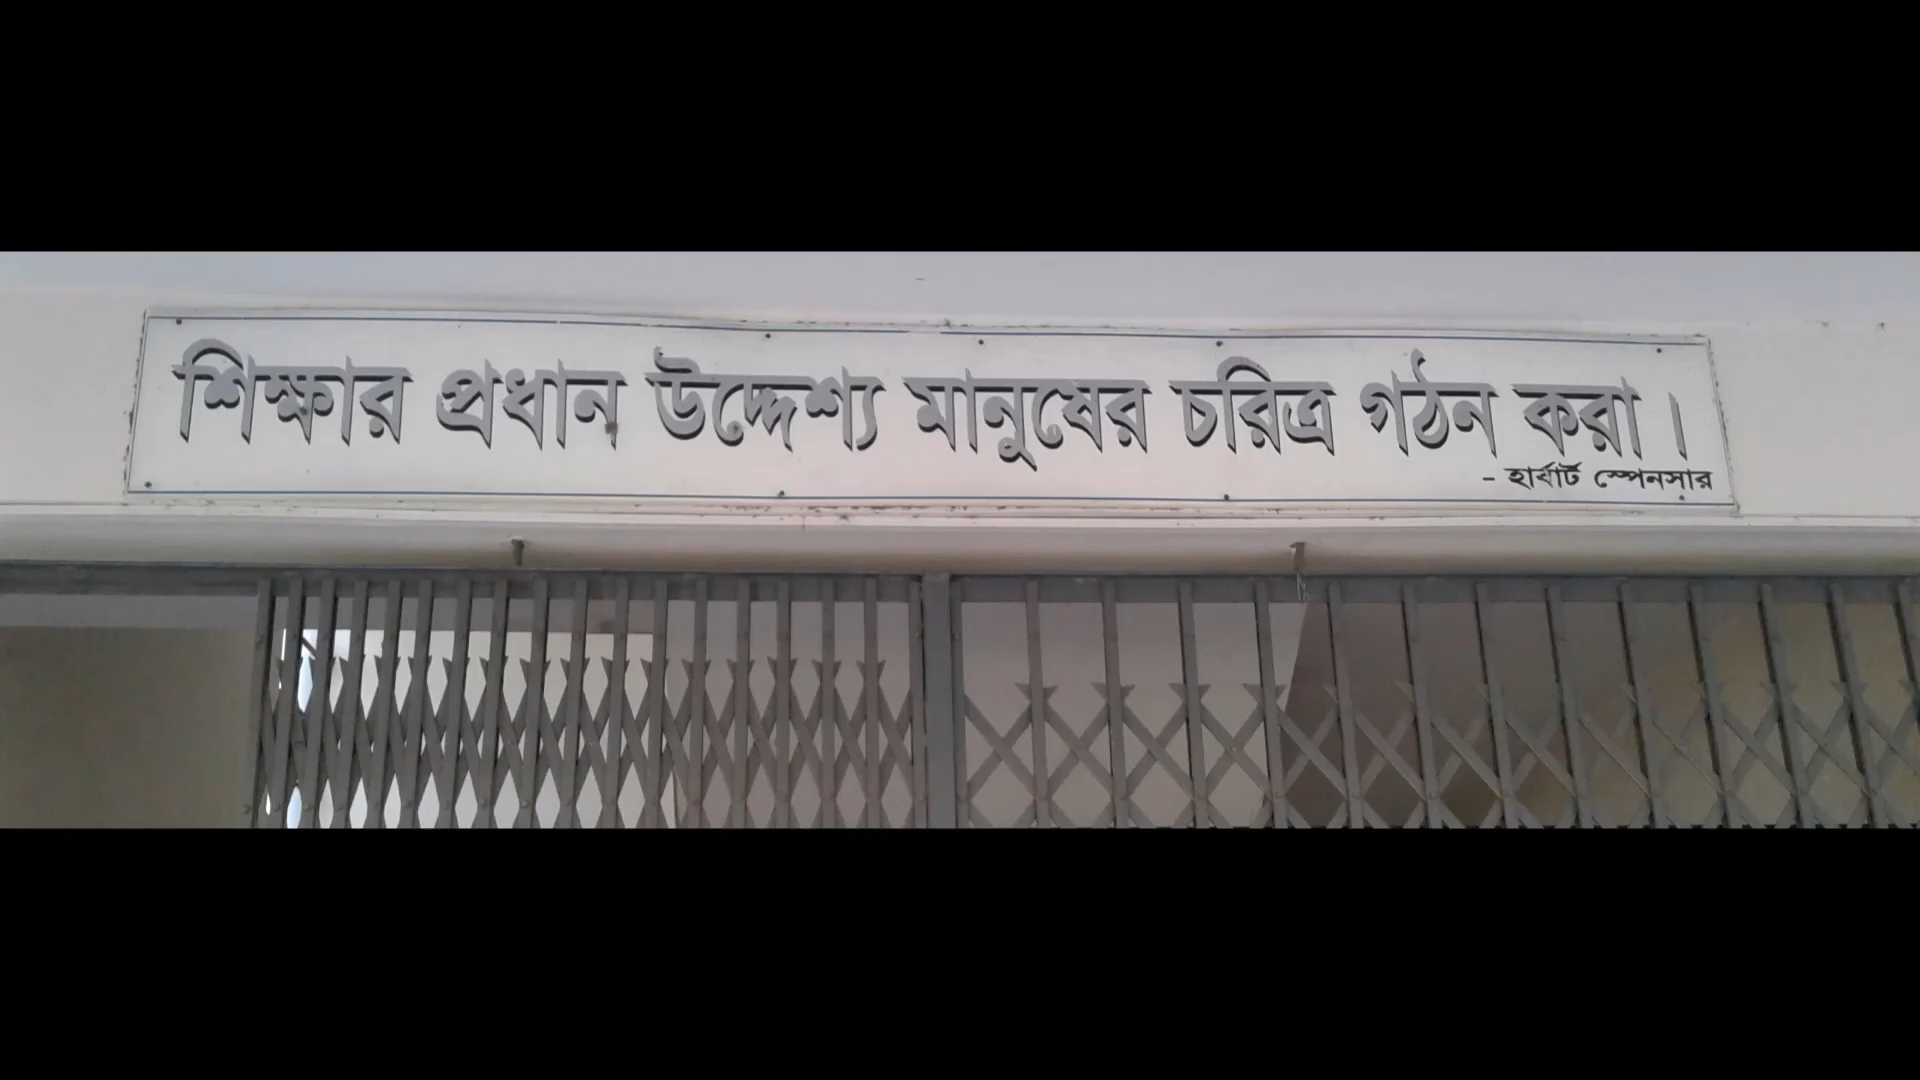 শিক্ষার প্রধান উদ্দেশ্য মানুষের চরিত্র গঠন করা।
- হার্বার্ট স্পেনসার